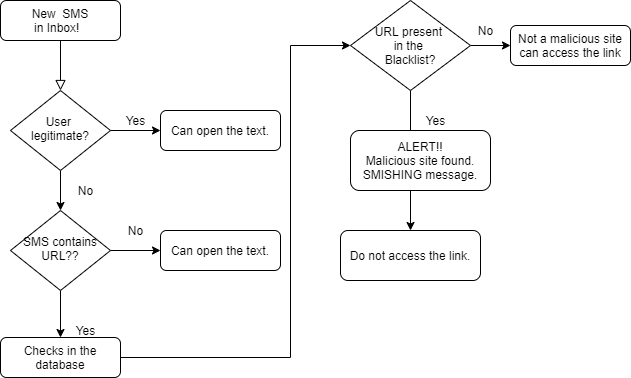 New SMS
in Inbox!
User
legitimate?
Yes
Can open the text.
No
SMS contains
URL??
No
Can open the text.
Yes
Checks in the
database
URL present
in the
Blacklist?
No
Not a malicious site
can access the link
Yes
ALERT!!
Malicious site found.
SMISHING message.
Do not access the link.